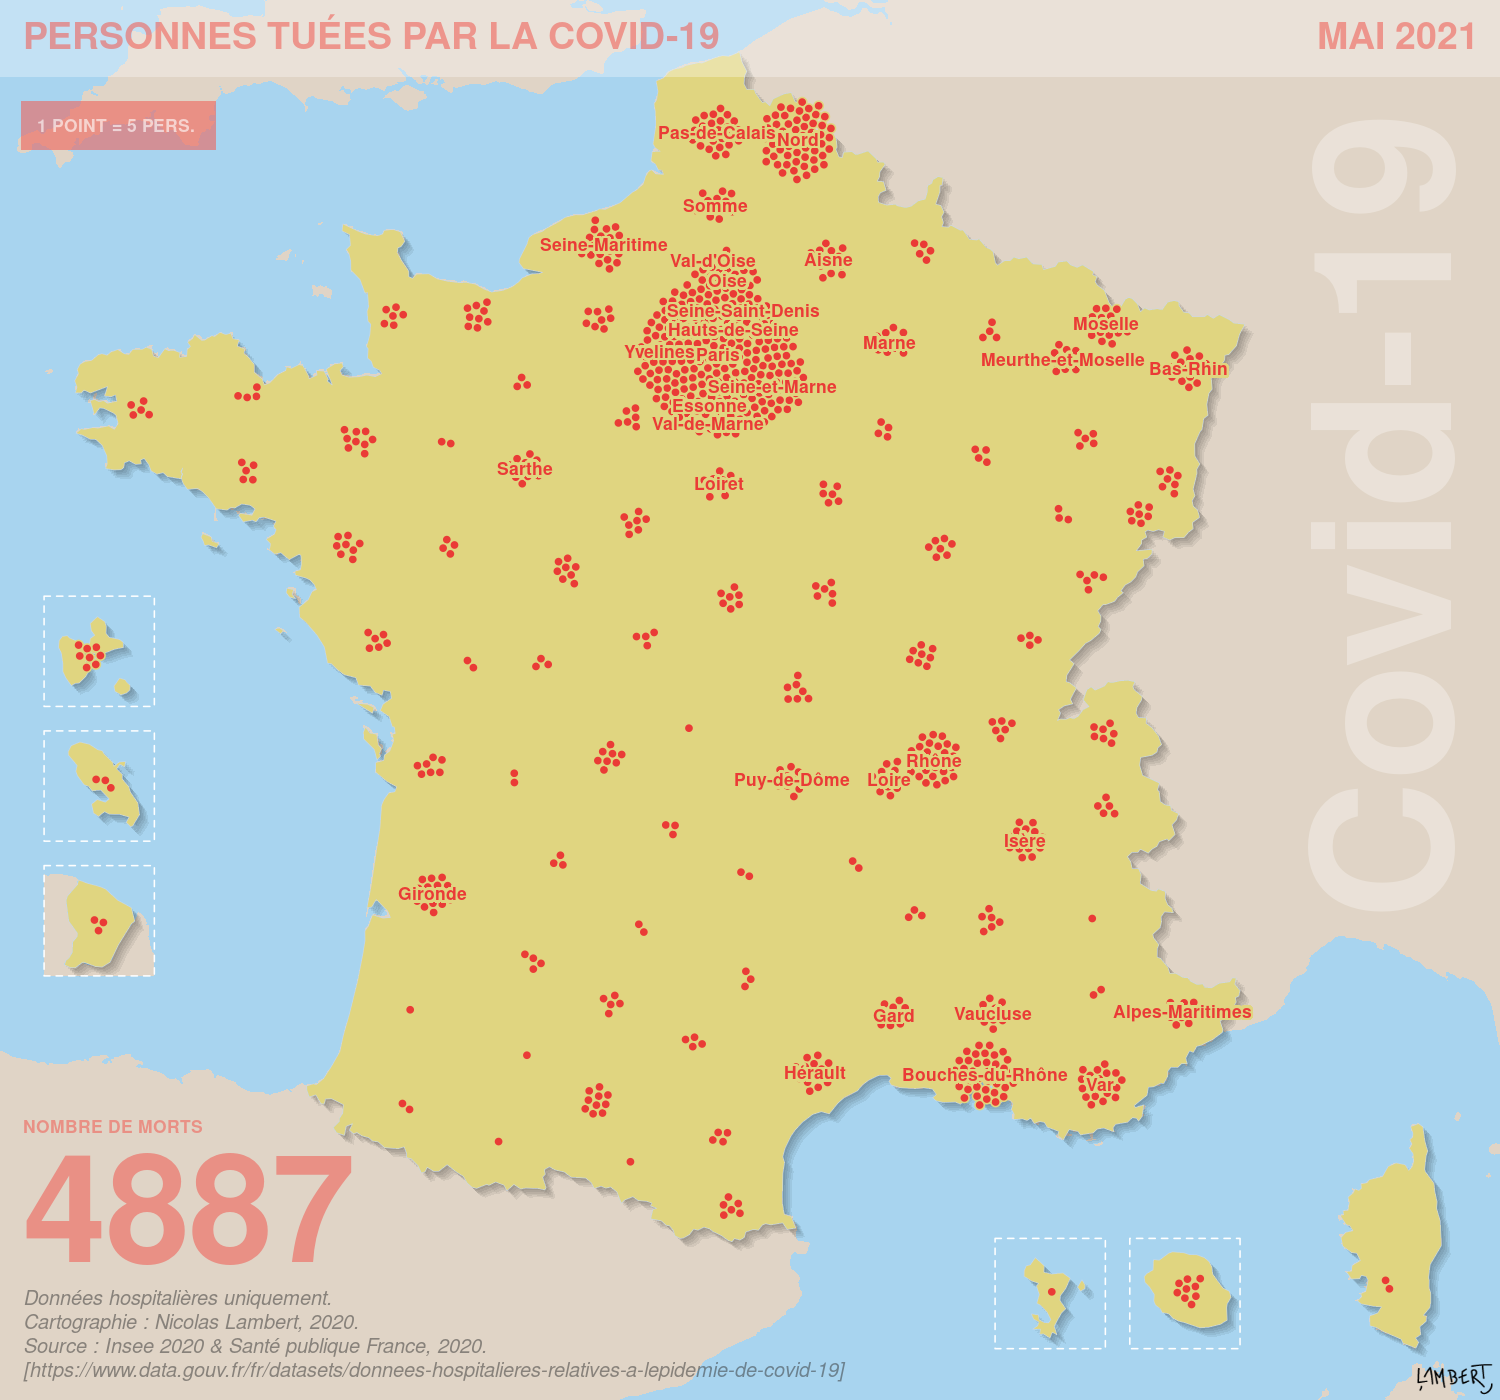 PERSONNES TUÉES PAR LA COVID-19
MAI 2021
1 POINT = 5 PERS.
Covid-19
Pas-de-Calais
Nord
Somme
Seine-Maritime
Val-d'Oise
Aisne
Oise
Seine-Saint-Denis
Hauts-de-Seine
Moselle
Marne
Yvelines
Paris
Meurthe-et-Moselle
Bas-Rhin
Seine-et-Marne
Essonne
Val-de-Marne
Sarthe
Loiret
Puy-de-Dôme
Loire
Rhône
Isère
Gironde
Gard
Vaucluse
Alpes-Maritimes
Hérault
Bouches-du-Rhône
Var
NOMBRE DE MORTS
4887
Données hospitalières uniquement.
Cartographie : Nicolas Lambert, 2020.
Source : Insee 2020 & Santé publique France, 2020.
[https://www.data.gouv.fr/fr/datasets/donnees-hospitalieres-relatives-a-lepidemie-de-covid-19]
LAMBERT